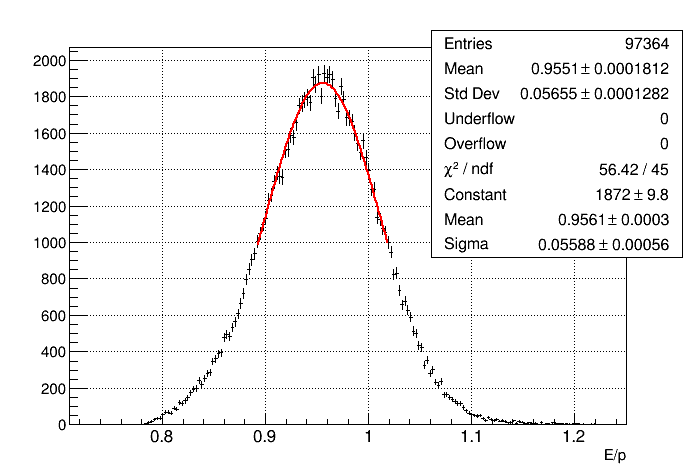 Entries 97364
Mean 0.9551 ± 0.0001812
Std Dev 0.05655 ± 0.0001282
Underflow 0
Overflow 0
χ² / ndf 56.42 / 45
Constant 1872 ± 9.8
Mean 0.9561 ± 0.0003
Sigma 0.05588 ± 0.00056
2000
1800
1600
1400
1200
1000
800
600
400
200
0
0.8 0.9 1 1.1 1.2
E/p